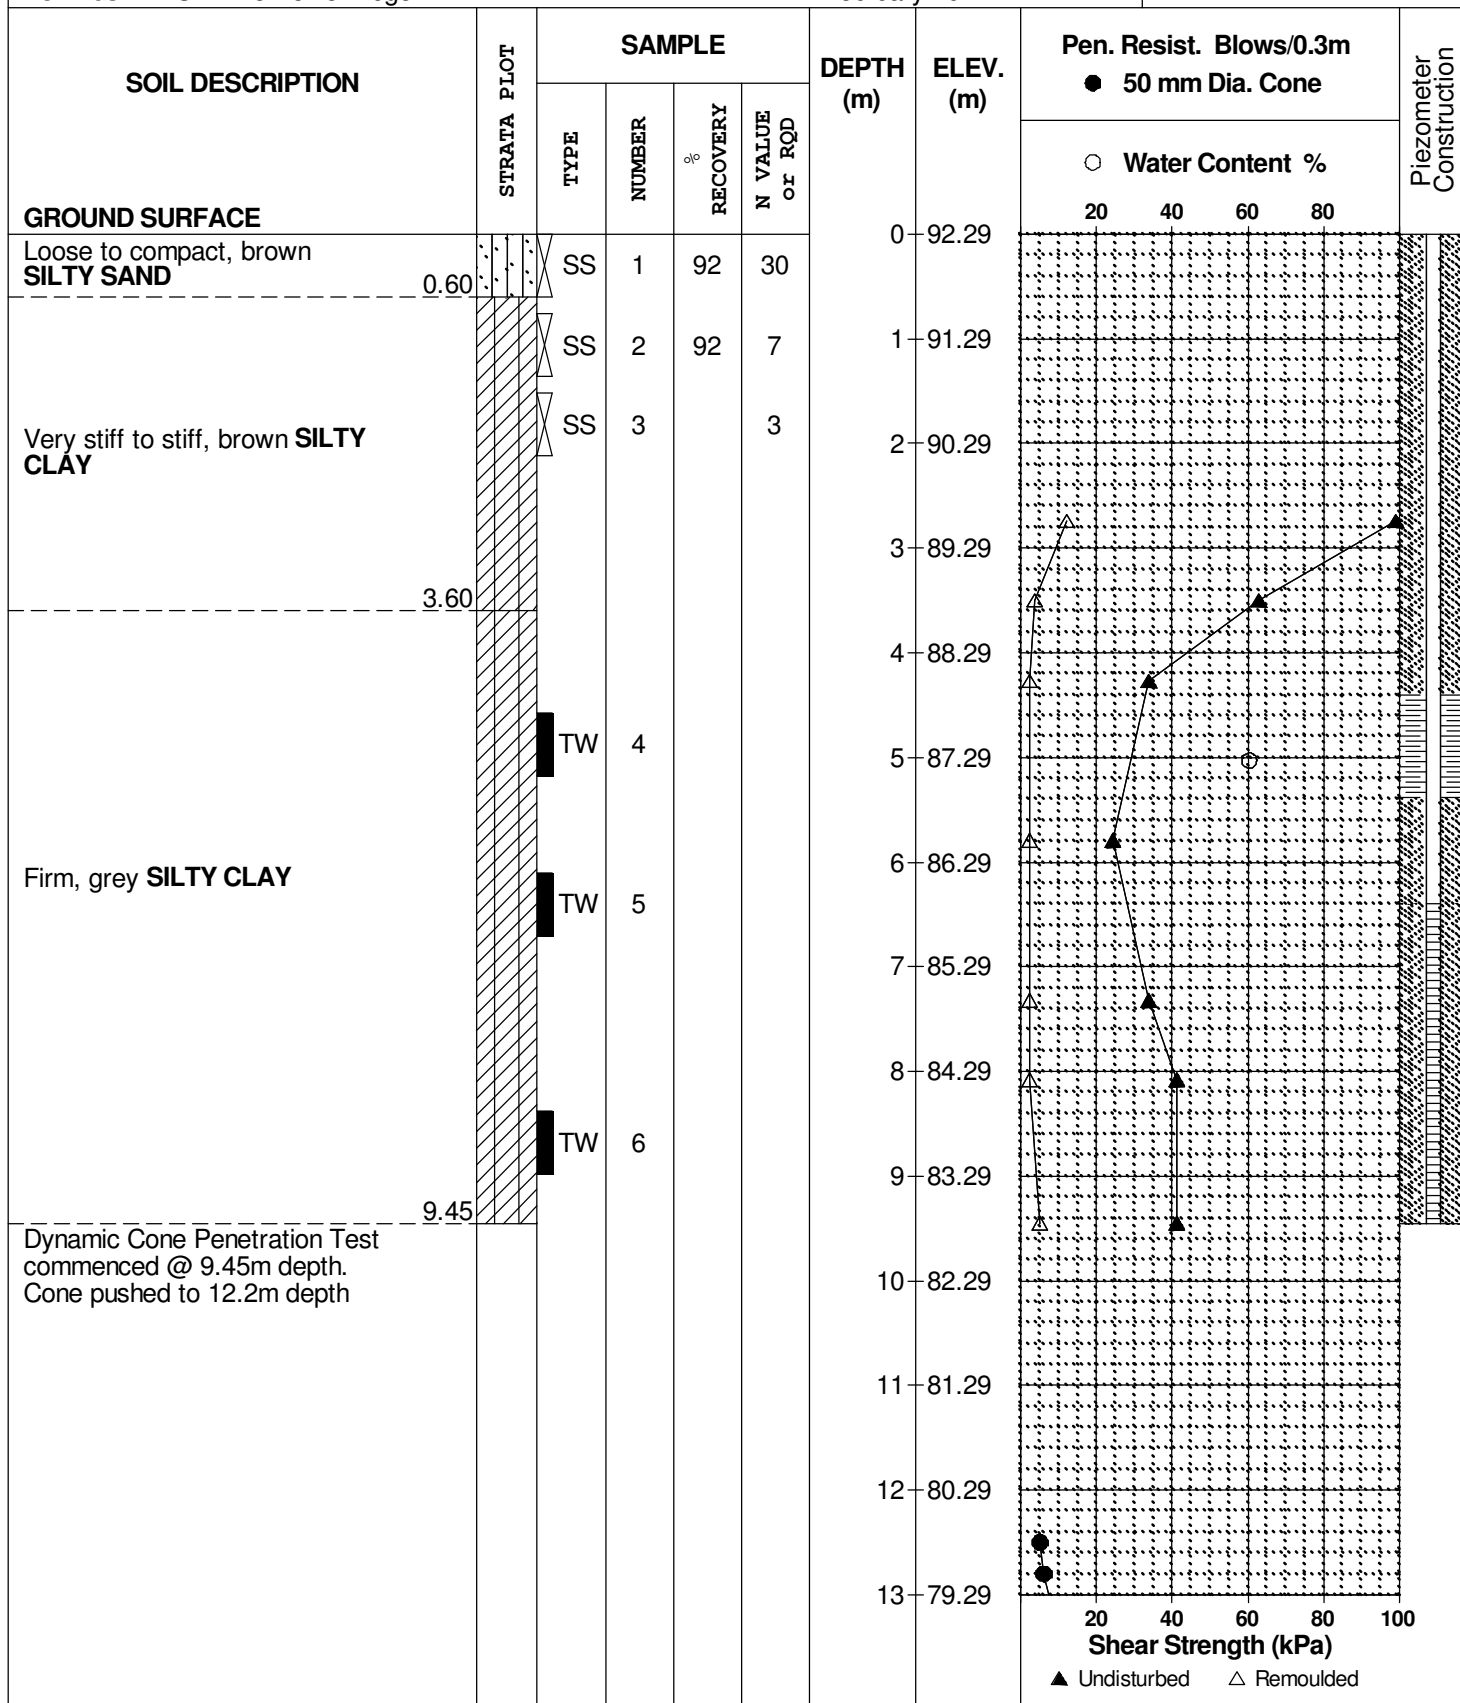 SOIL DESCRIPTION
GROUND SURFACE
STRATA PLOT
SAMPLE
TYPE
NUMBER
% RECOVERY
N VALUE or RQD
DEPTH
(m)
ELEV.
(m)
Pen. Resist. Blows/0.3m
● 50 mm Dia. Cone
○ Water Content %
20 40 60 80
Piezometer
Construction
0 92.29
Loose to compact, brown
SILTY SAND
0.60
SS 1 92 30
SS 2 92 7
1 91.29
SS 3 3
Very stiff to stiff, brown SILTY
CLAY
2 90.29
3 89.29
3.60
4 88.29
TW 4
5 87.29
6 86.29
Firm, grey SILTY CLAY
TW 5
7 85.29
8 84.29
TW 6
9 83.29
9.45
Dynamic Cone Penetration Test
commenced @ 9.45m depth.
Cone pushed to 12.2m depth
10 82.29
11 81.29
12 80.29
13 79.29
20 40 60 80 100
Shear Strength (kPa)
▲ Undisturbed △ Remoulded